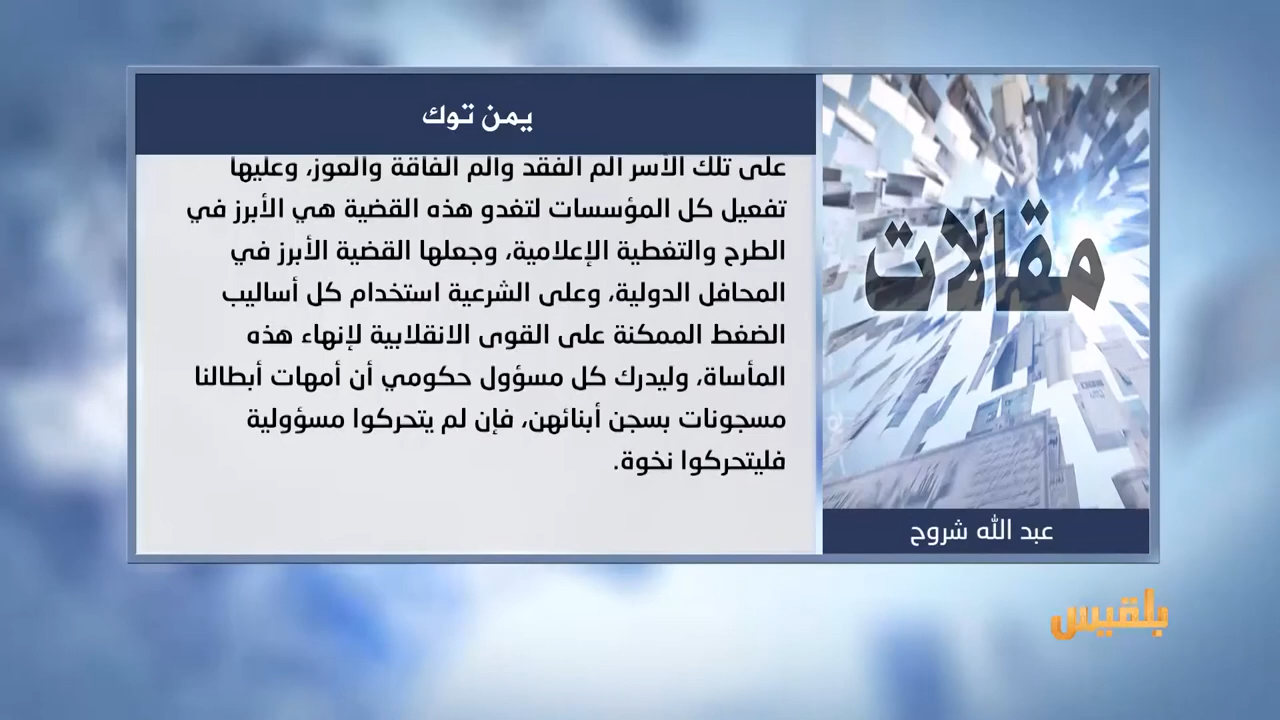 يمن توك
على تلك الأسر ألم الفقد وألم الفاقة والعوز، وعليها
تفعيل كل المؤسسات لتغدو هذه القضية هي الأبرز في
الطرح والتغطية الإعلامية، وجعلها القضية الأبرز في
المحافل الدولية، وعلى الشرعية استخدام كل أساليب
الضغط الممكنة على القوى الانقلابية لإنهاء هذه
المأساة، وليدرك كل مسؤول حكومي أن أمهات أبطالنا
مسجونات بسجن أبنائهن، فإن لم يتحركوا مسؤولية
فليتحركوا نخوة.
مقالات
عبد الله شروح
بلقيس